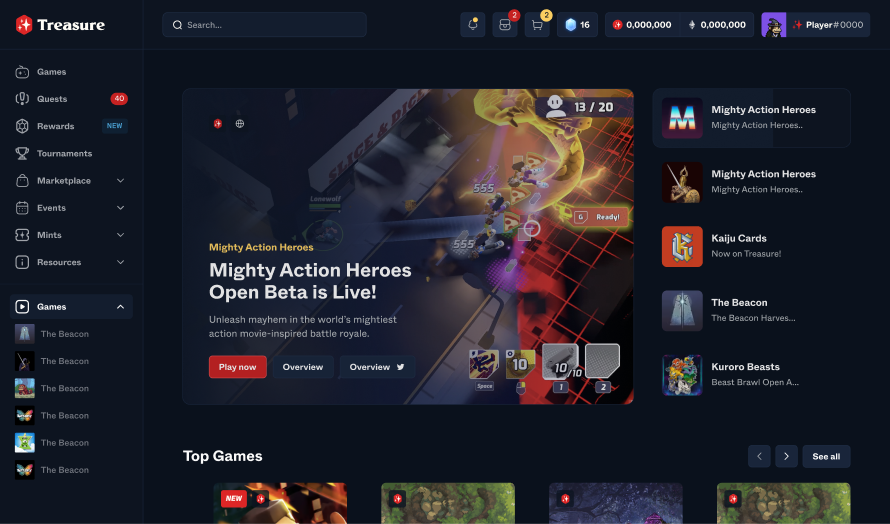 Treasure
Search...
2
2
16
0,000,000
0,000,000
Player#0000
Games
Quests
40
Rewards
NEW
Tournaments
Marketplace
Events
Mints
Resources
Games
The Beacon
The Beacon
The Beacon
The Beacon
The Beacon
The Beacon
13 / 20
SLICE & DICE
Lonewolf
555
555
G Ready!
Mighty Action Heroes
Mighty Action Heroes
Open Beta is Live!
Unleash mayhem in the world's mightiest
action movie-inspired battle royale.
Play now
Overview
Overview
10
10/10
Space
1
2
M
Mighty Action Heroes
Mighty Action Heroes..
Mighty Action Heroes
Mighty Action Heroes..
Kaiju Cards
Now on Treasure!
The Beacon
The Beacon Harves...
Kuroro Beasts
Beast Brawl Open A...
Top Games
See all
NEW